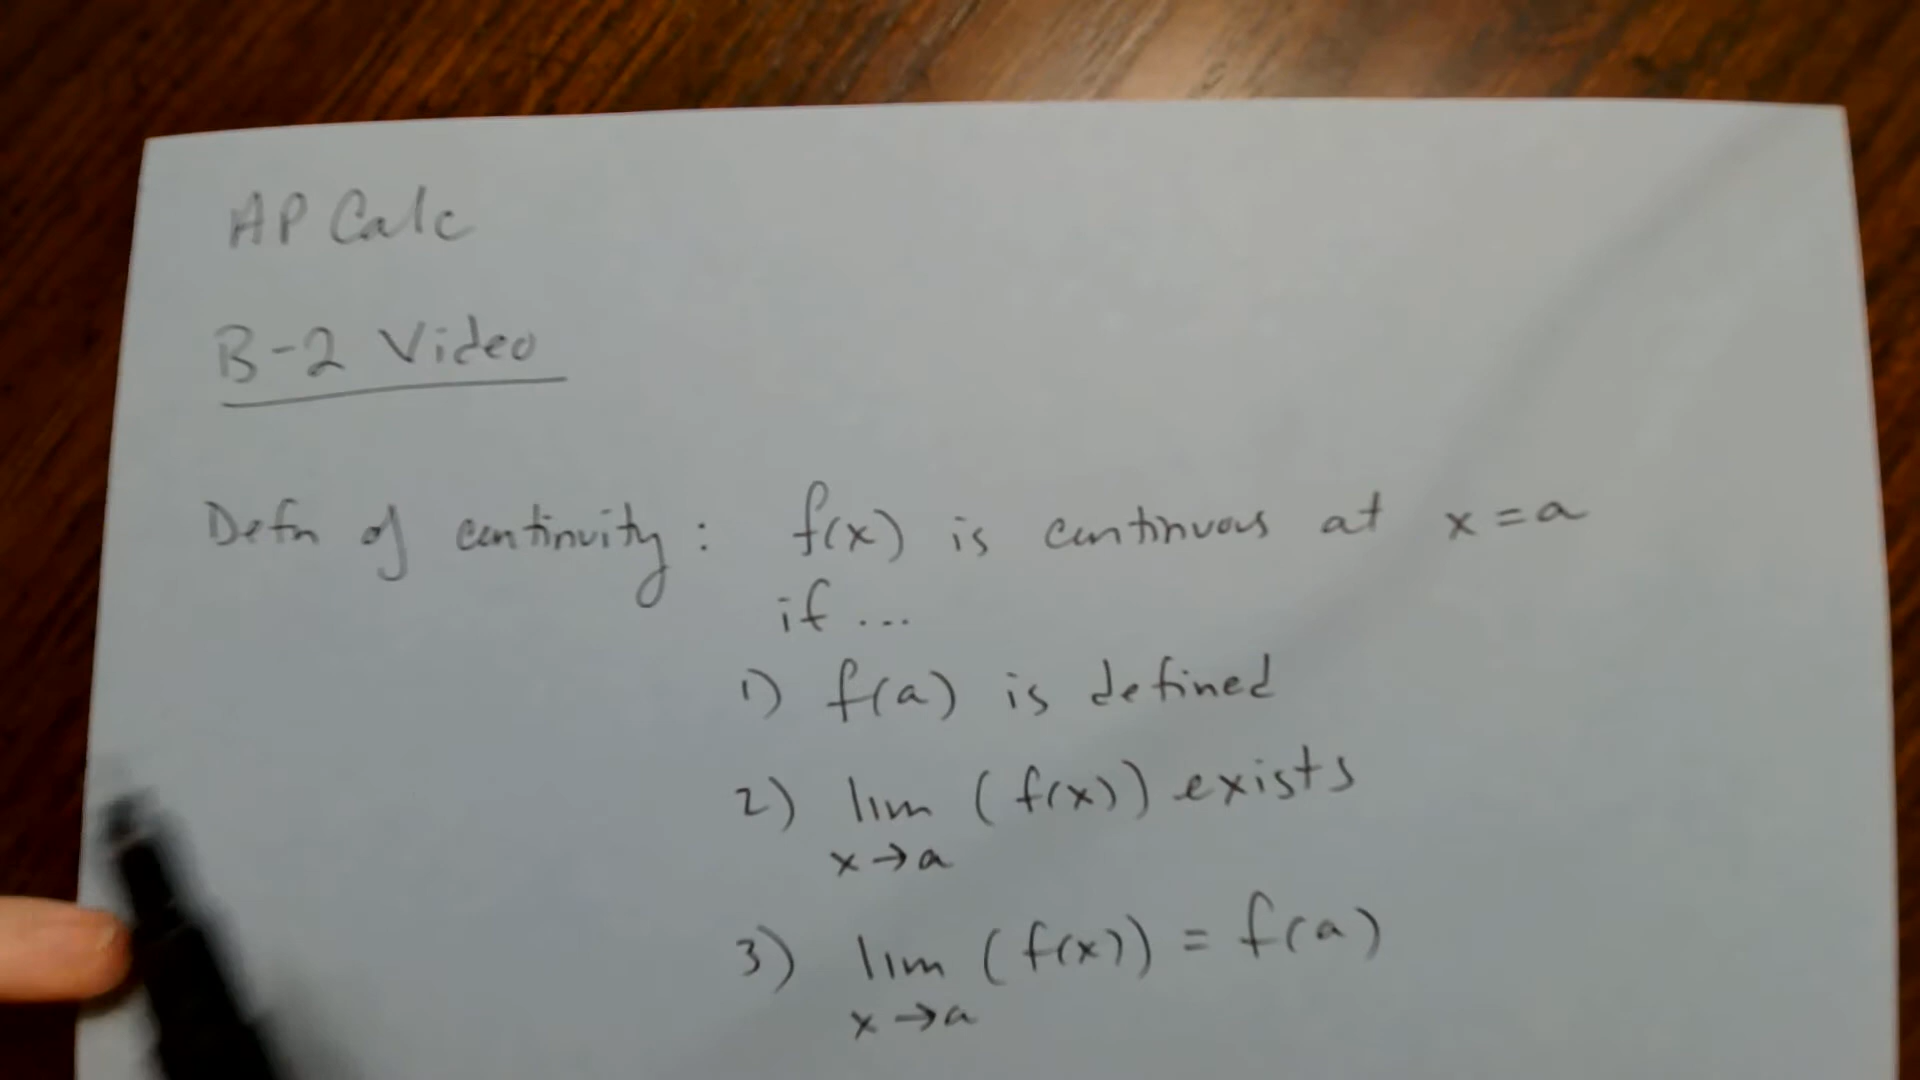 AP Calc
B-2 Video
Defn of continuity: f(x) is continuous at x=a
if ...
1) f(a) is defined
2) lim (f(x)) exists
x→a
3) lim (f(x)) = f(a)
x→a